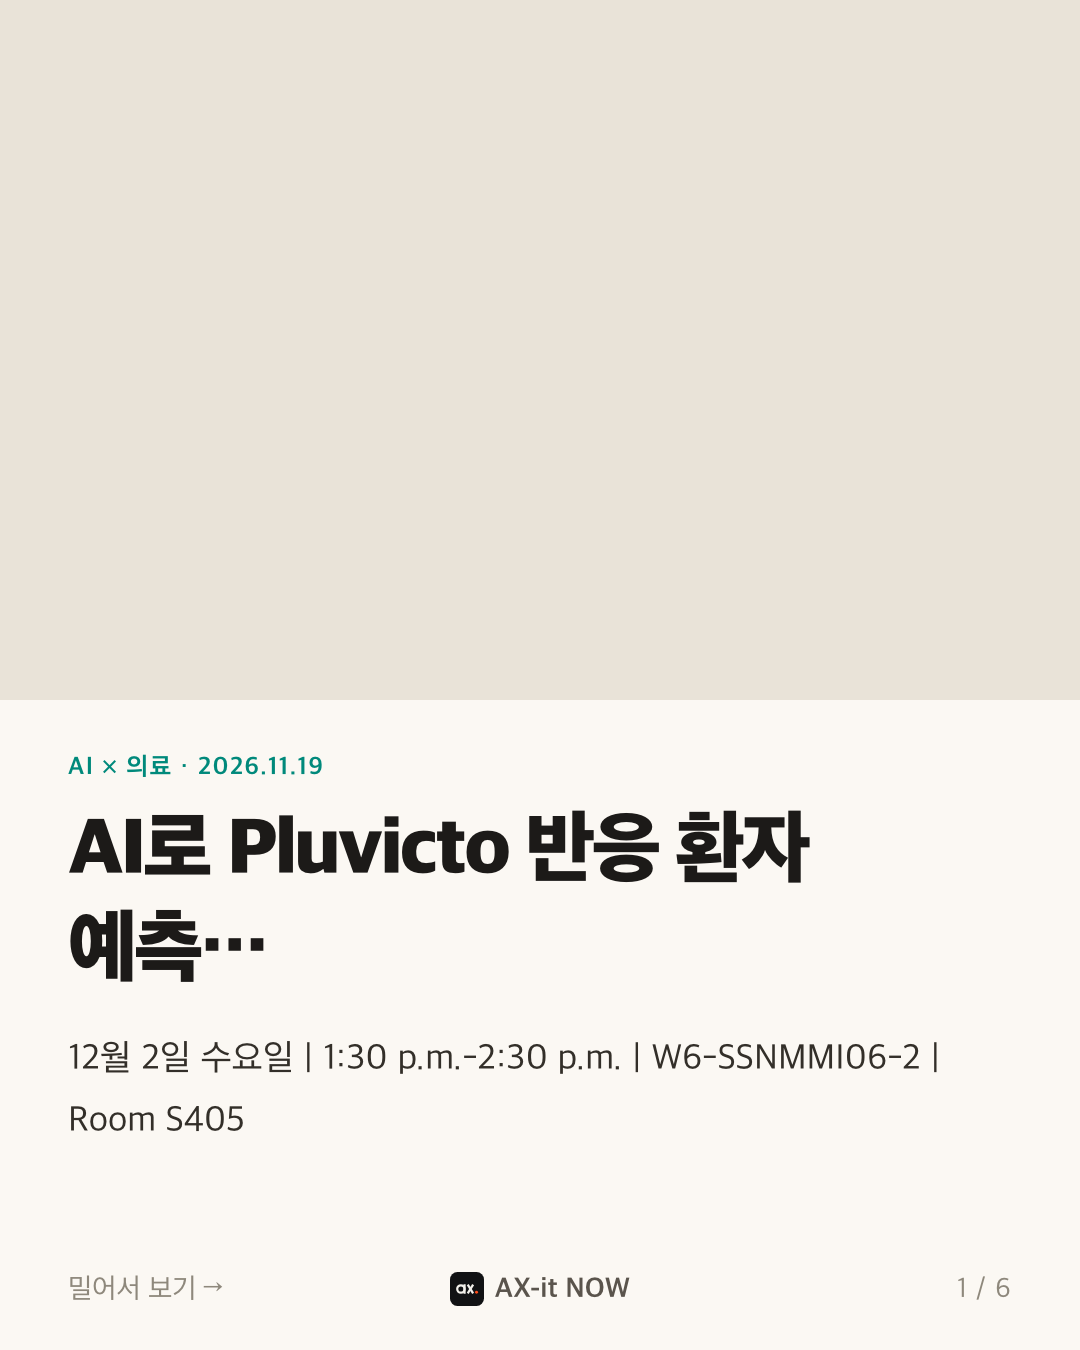 AI × 의료 · 2026.11.19
AI로 Pluvicto 반응 환자
예측…
12월 2일 수요일 | 1:30 p.m.-2:30 p.m. | W6-SSNMMI06-2 |
Room S405
밀어서 보기 →
ax. AX-it NOW
1 / 6